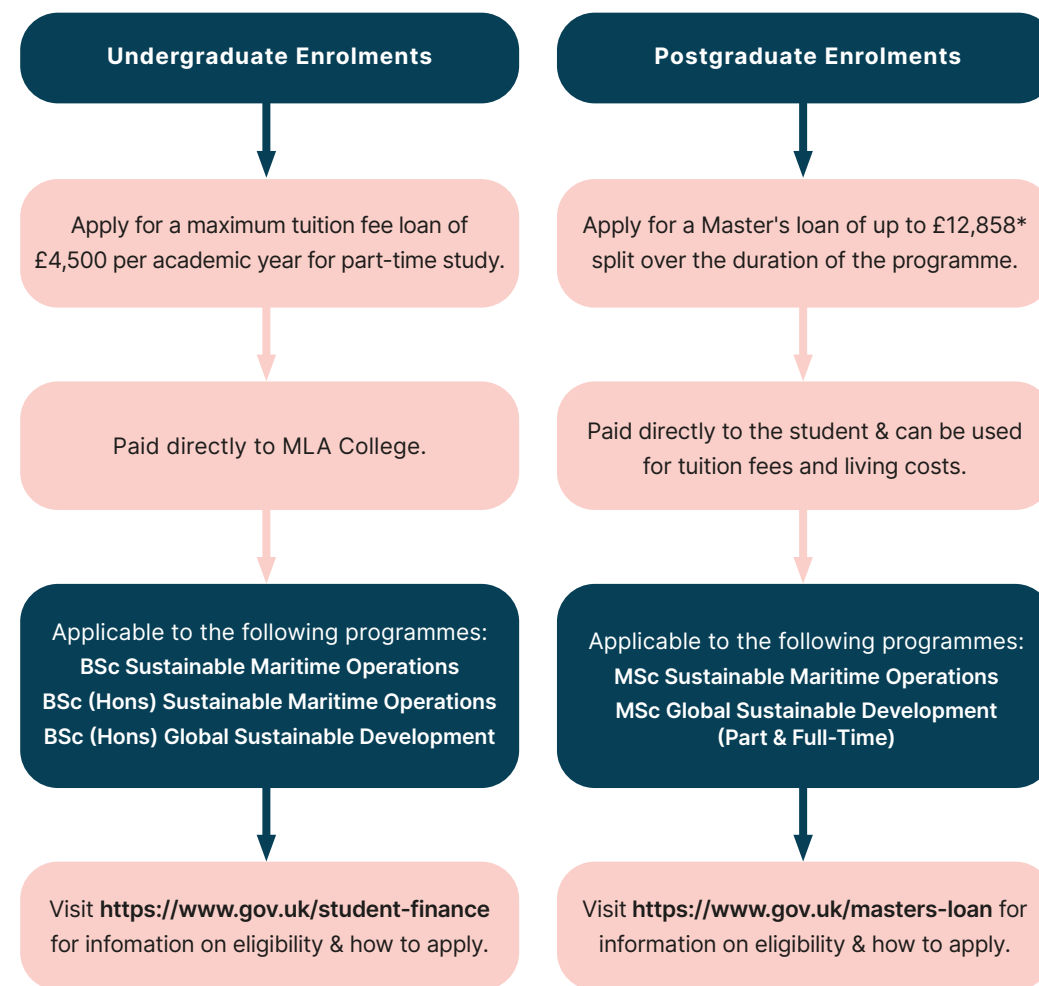 Undergraduate Enrolments
Apply for a maximum tuition fee loan of
£4,500 per academic year for part-time study.
Paid directly to MLA College.
Applicable to the following programmes:
BSc Sustainable Maritime Operations
BSc (Hons) Sustainable Maritime Operations
BSc (Hons) Global Sustainable Development
Visit https://www.gov.uk/student-finance
for infomation on eligibility & how to apply.
Postgraduate Enrolments
Apply for a Master's loan of up to £12,858*
split over the duration of the programme.
Paid directly to the student & can be used
for tuition fees and living costs.
Applicable to the following programmes:
MSc Sustainable Maritime Operations
MSc Global Sustainable Development
(Part & Full-Time)
Visit https://www.gov.uk/masters-loan for
information on eligibility & how to apply.